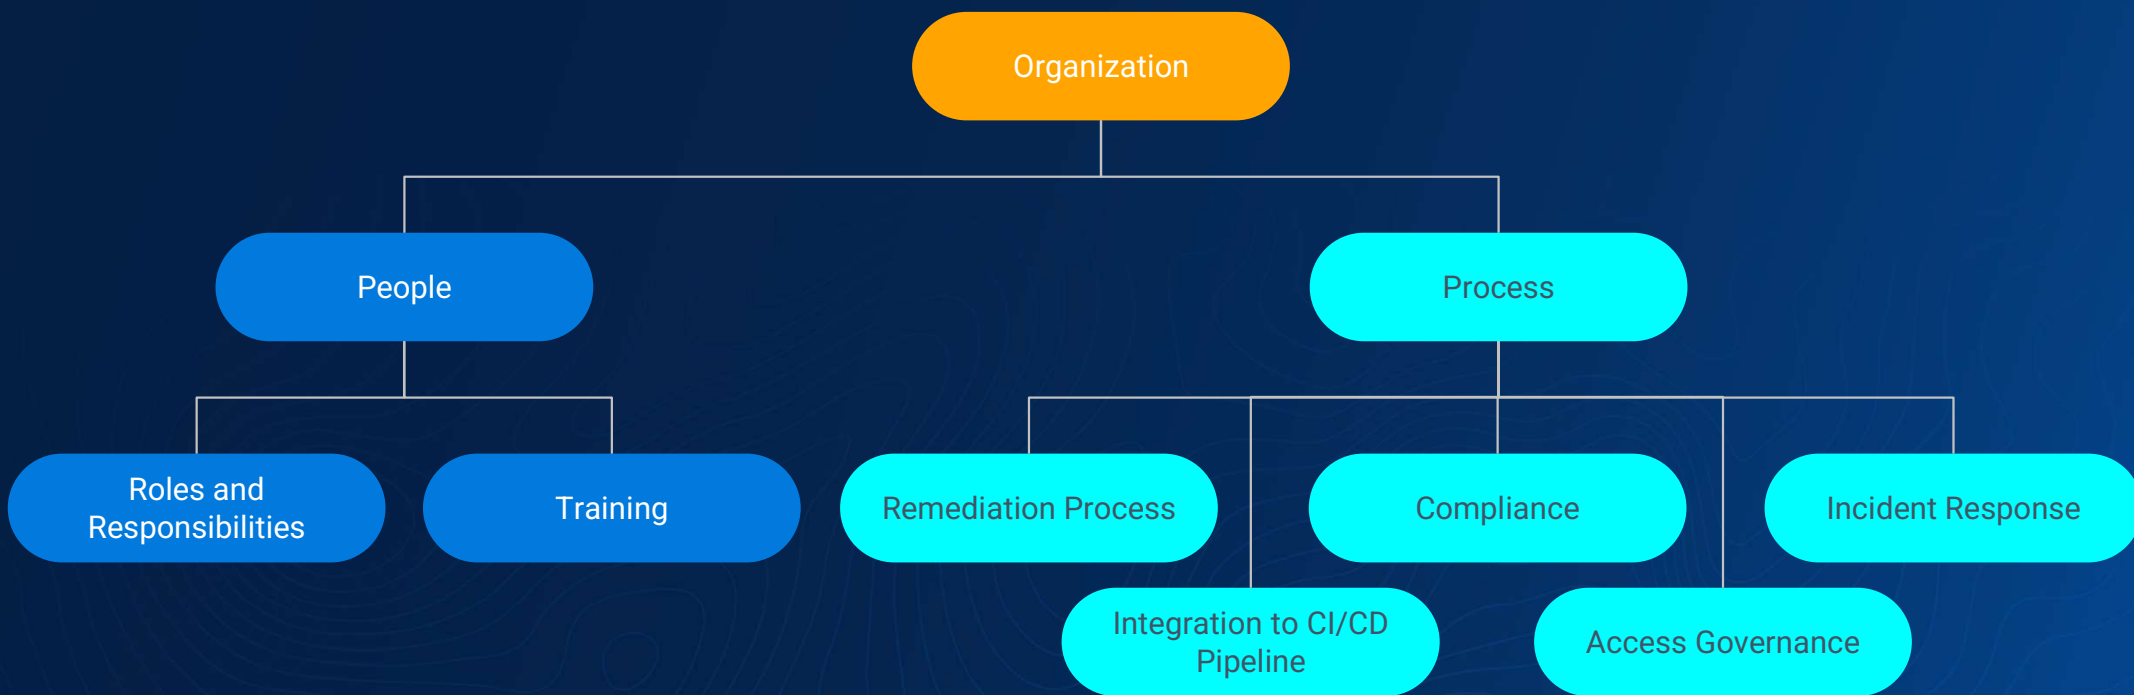 Organization
People
Process
Roles and
Responsibilities
Training
Remediation Process
Compliance
Incident Response
Integration to CI/CD
Pipeline
Access Governance